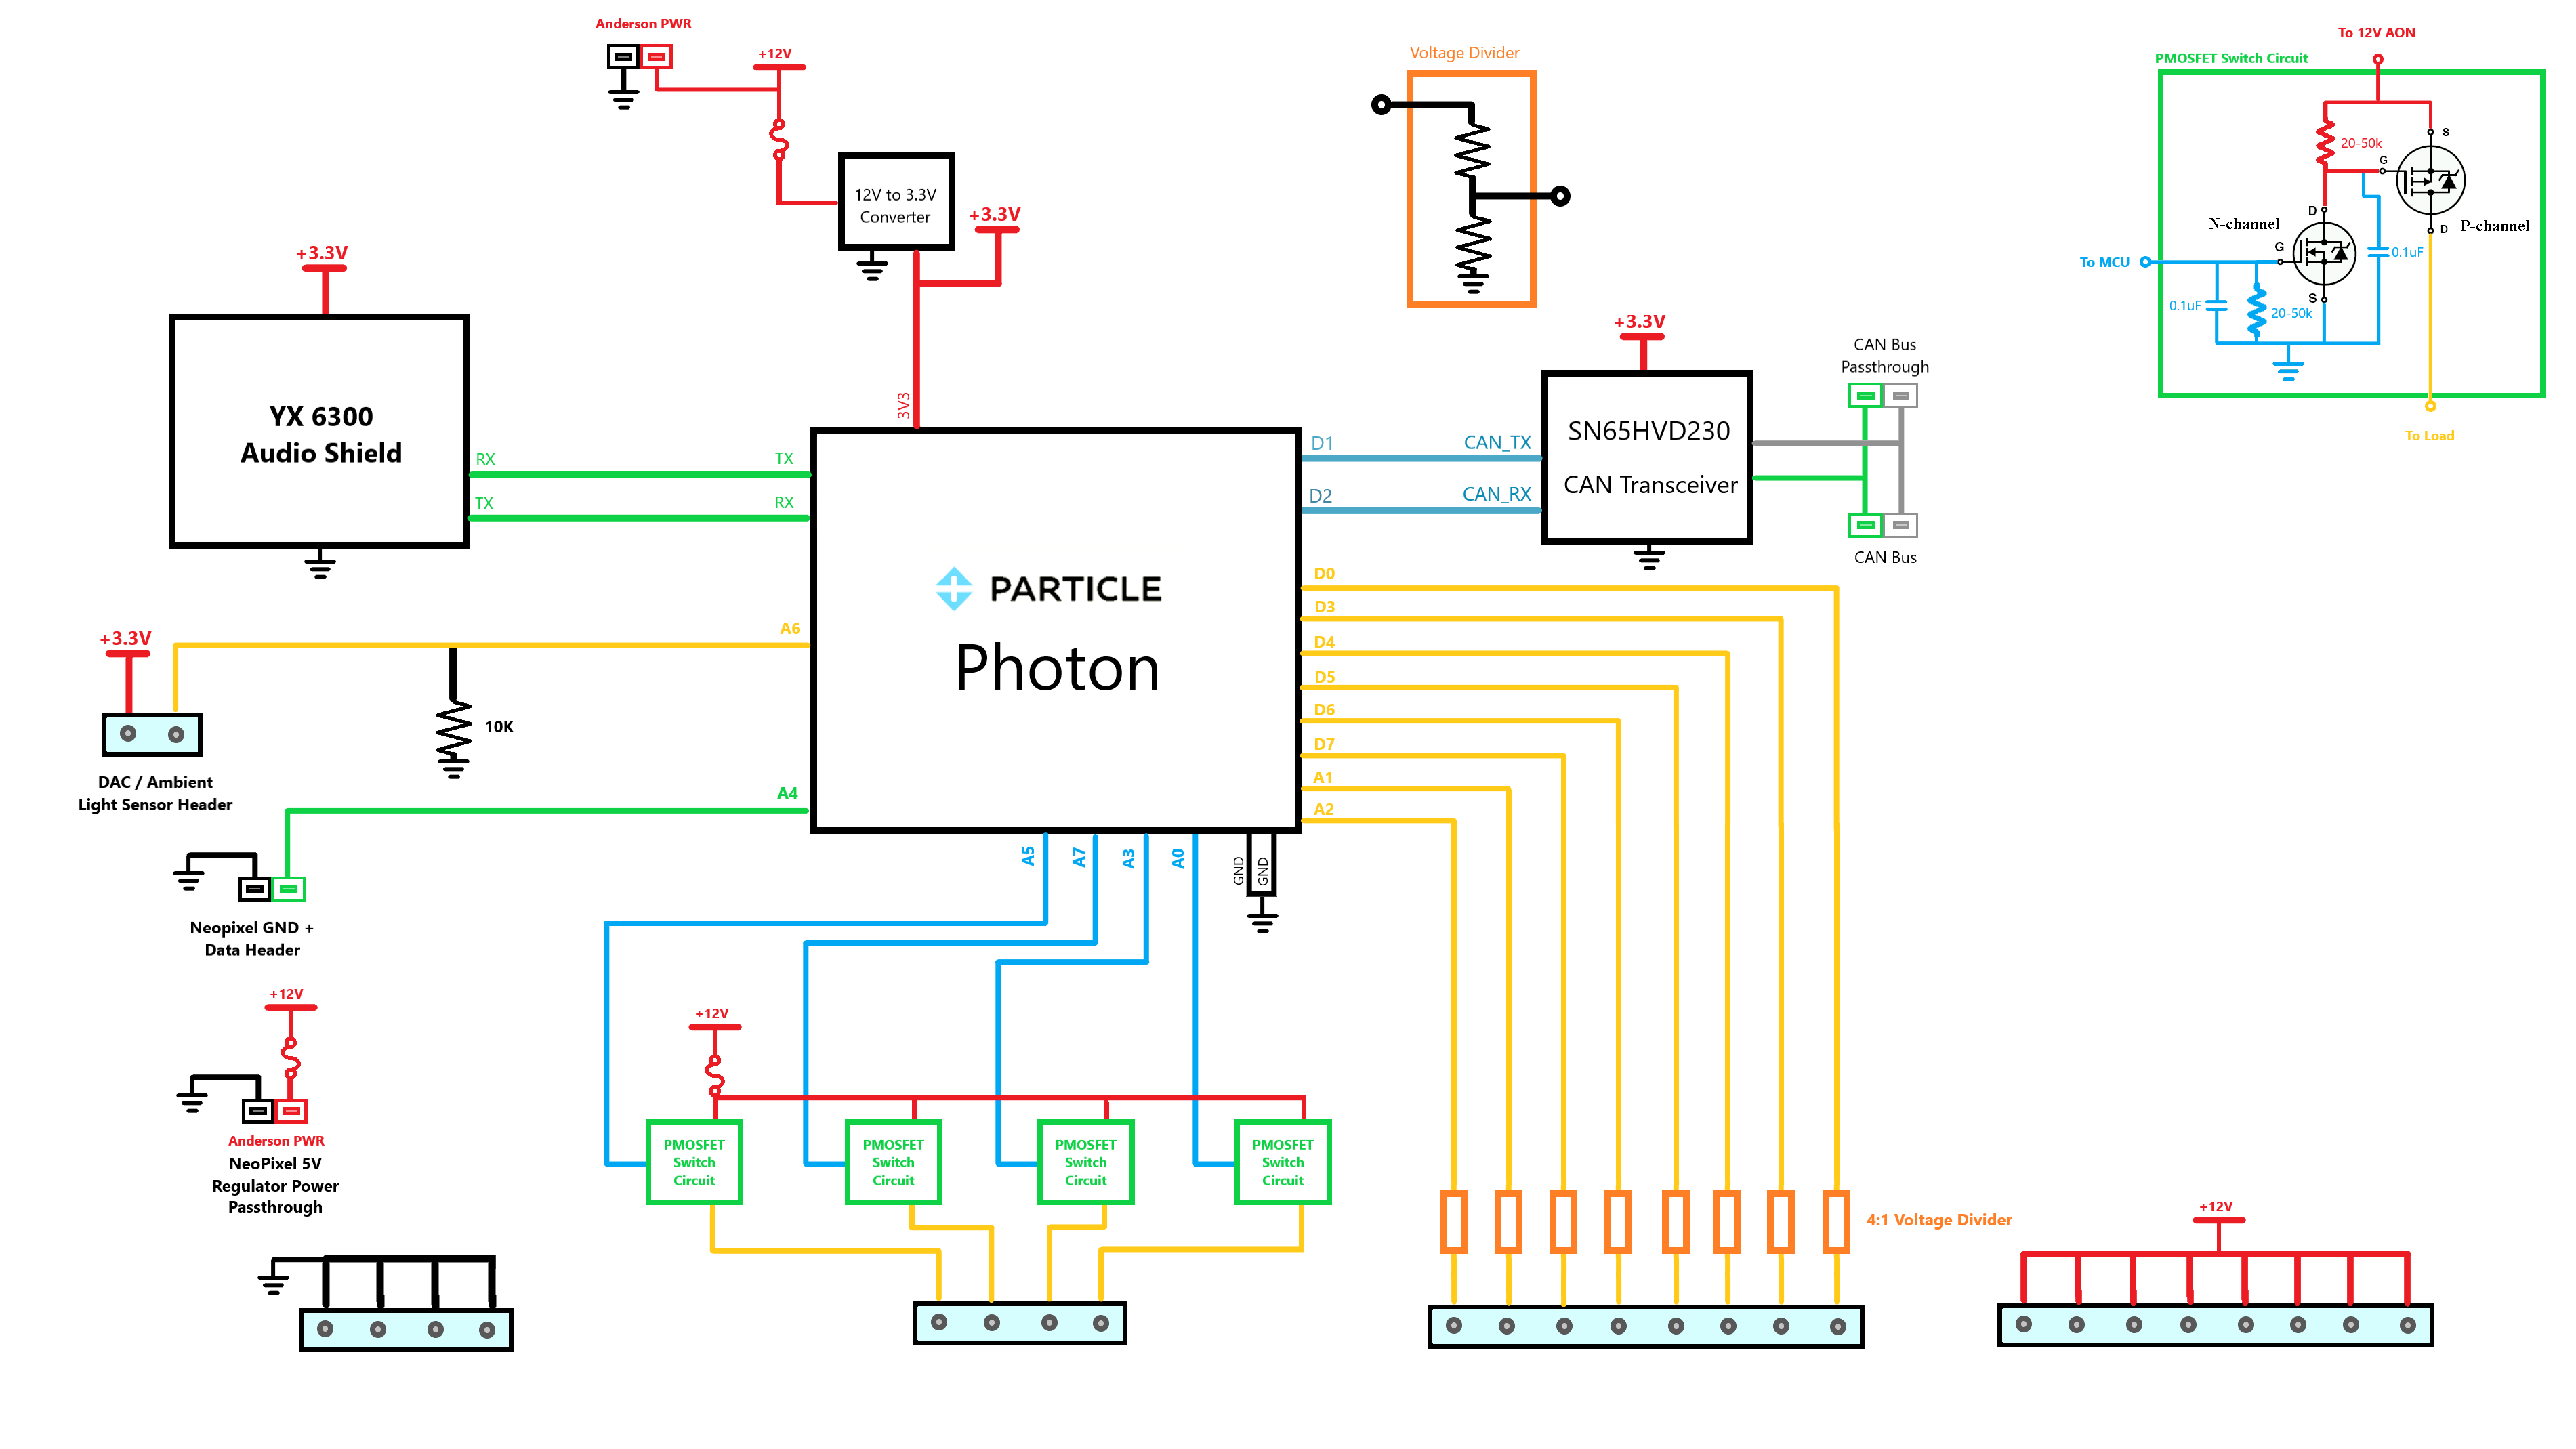 Anderson PWR
+12V
12V to 3.3V
Converter
+3.3V
3V3
Voltage Divider
To 12V AON
PMOSFET Switch Circuit
S
20-50k
G
D
N-channel
G
D
P-channel
To MCU
0.1uF
S
0.1uF
20-50k
To Load
+3.3V
YX 6300
Audio Shield
RX
TX
TX
RX
+3.3V
SN65HVD230
CAN Transceiver
D1
CAN_TX
D2
CAN_RX
CAN Bus
Passthrough
CAN Bus
PARTICLE
Photon
D0
D3
D4
D5
D6
D7
A1
A2
+3.3V
A6
10K
DAC / Ambient
Light Sensor Header
A4
Neopixel GND +
Data Header
A5
A7
A3
A0
GND
GND
+12V
Anderson PWR
NeoPixel 5V
Regulator Power
Passthrough
+12V
PMOSFET
Switch
Circuit
PMOSFET
Switch
Circuit
PMOSFET
Switch
Circuit
PMOSFET
Switch
Circuit
4:1 Voltage Divider
+12V